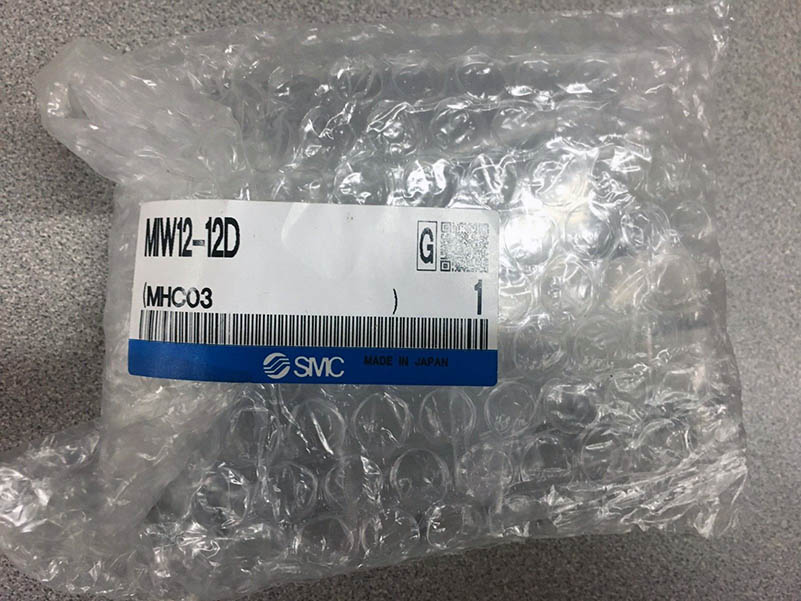 MIW12-12D
G
(MHC03 )
1
SMC
MADE IN JAPAN